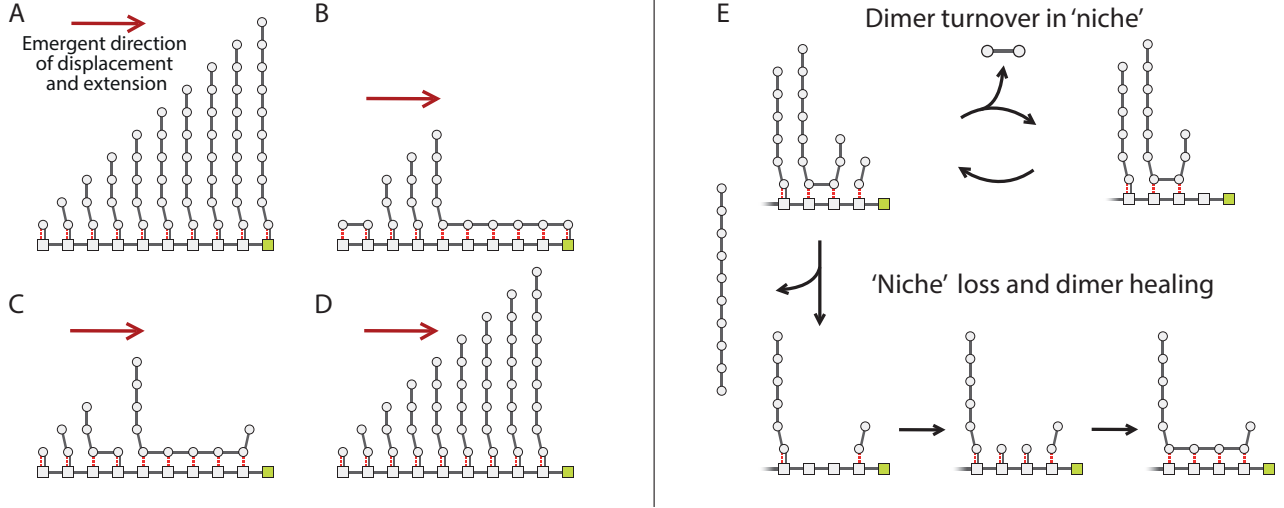 A
Emergent direction
of displacement
and extension
B
C
D
E
Dimer turnover in ‘niche’
‘Niche’ loss and dimer healing